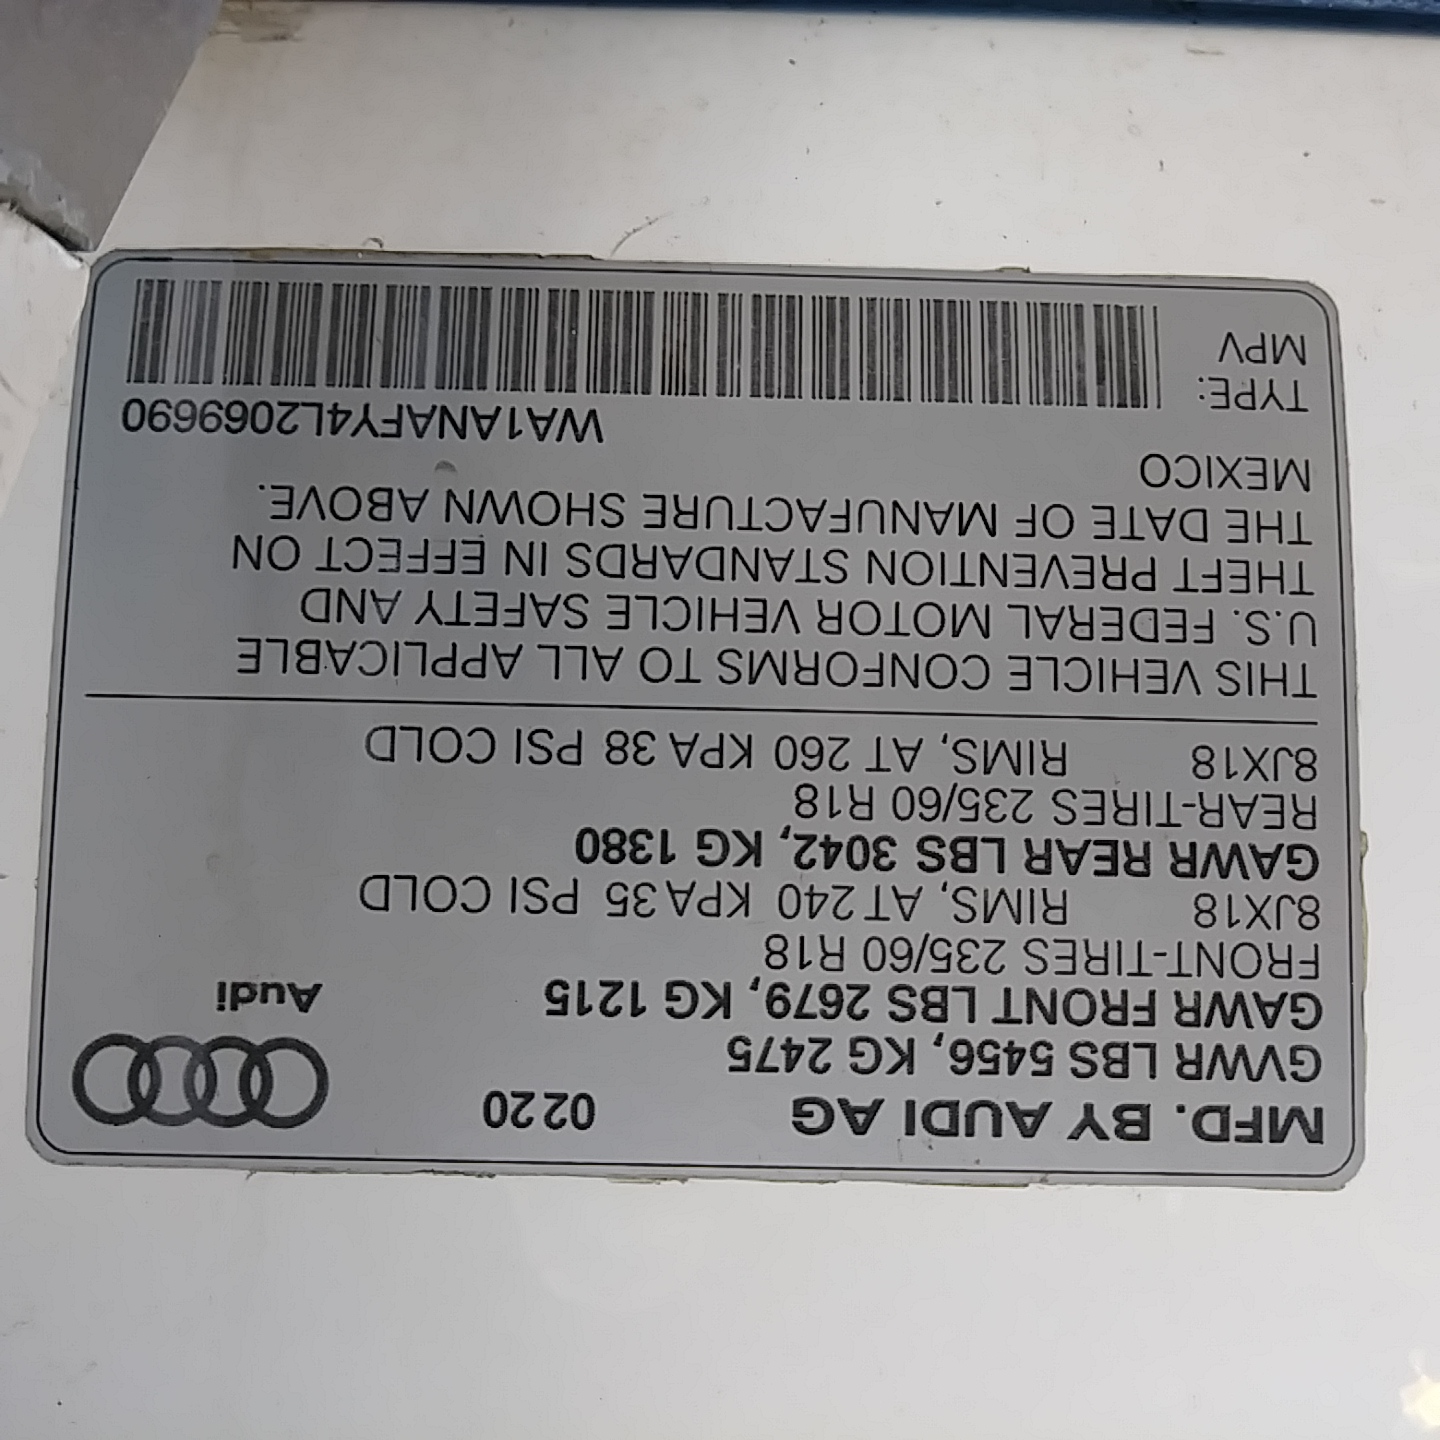 MFD. BY AUDI AG 0220
GVWR LBS 5456, KG 2475
GAWR FRONT LBS 2679, KG 1215
Audi
FRONT-TIRES 235/60 R18
8JX18 RIMS, AT 240 KPA 35 PSI COLD
GAWR REAR LBS 3042, KG 1380
REAR-TIRES 235/60 R18
8JX18 RIMS, AT 260 KPA 38 PSI COLD
THIS VEHICLE CONFORMS TO ALL APPLICABLE
U.S. FEDERAL MOTOR VEHICLE SAFETY AND
THEFT PREVENTION STANDARDS IN EFFECT ON
THE DATE OF MANUFACTURE SHOWN ABOVE.
MEXICO
WA1ANAFY4L2069690
TYPE:
MPV